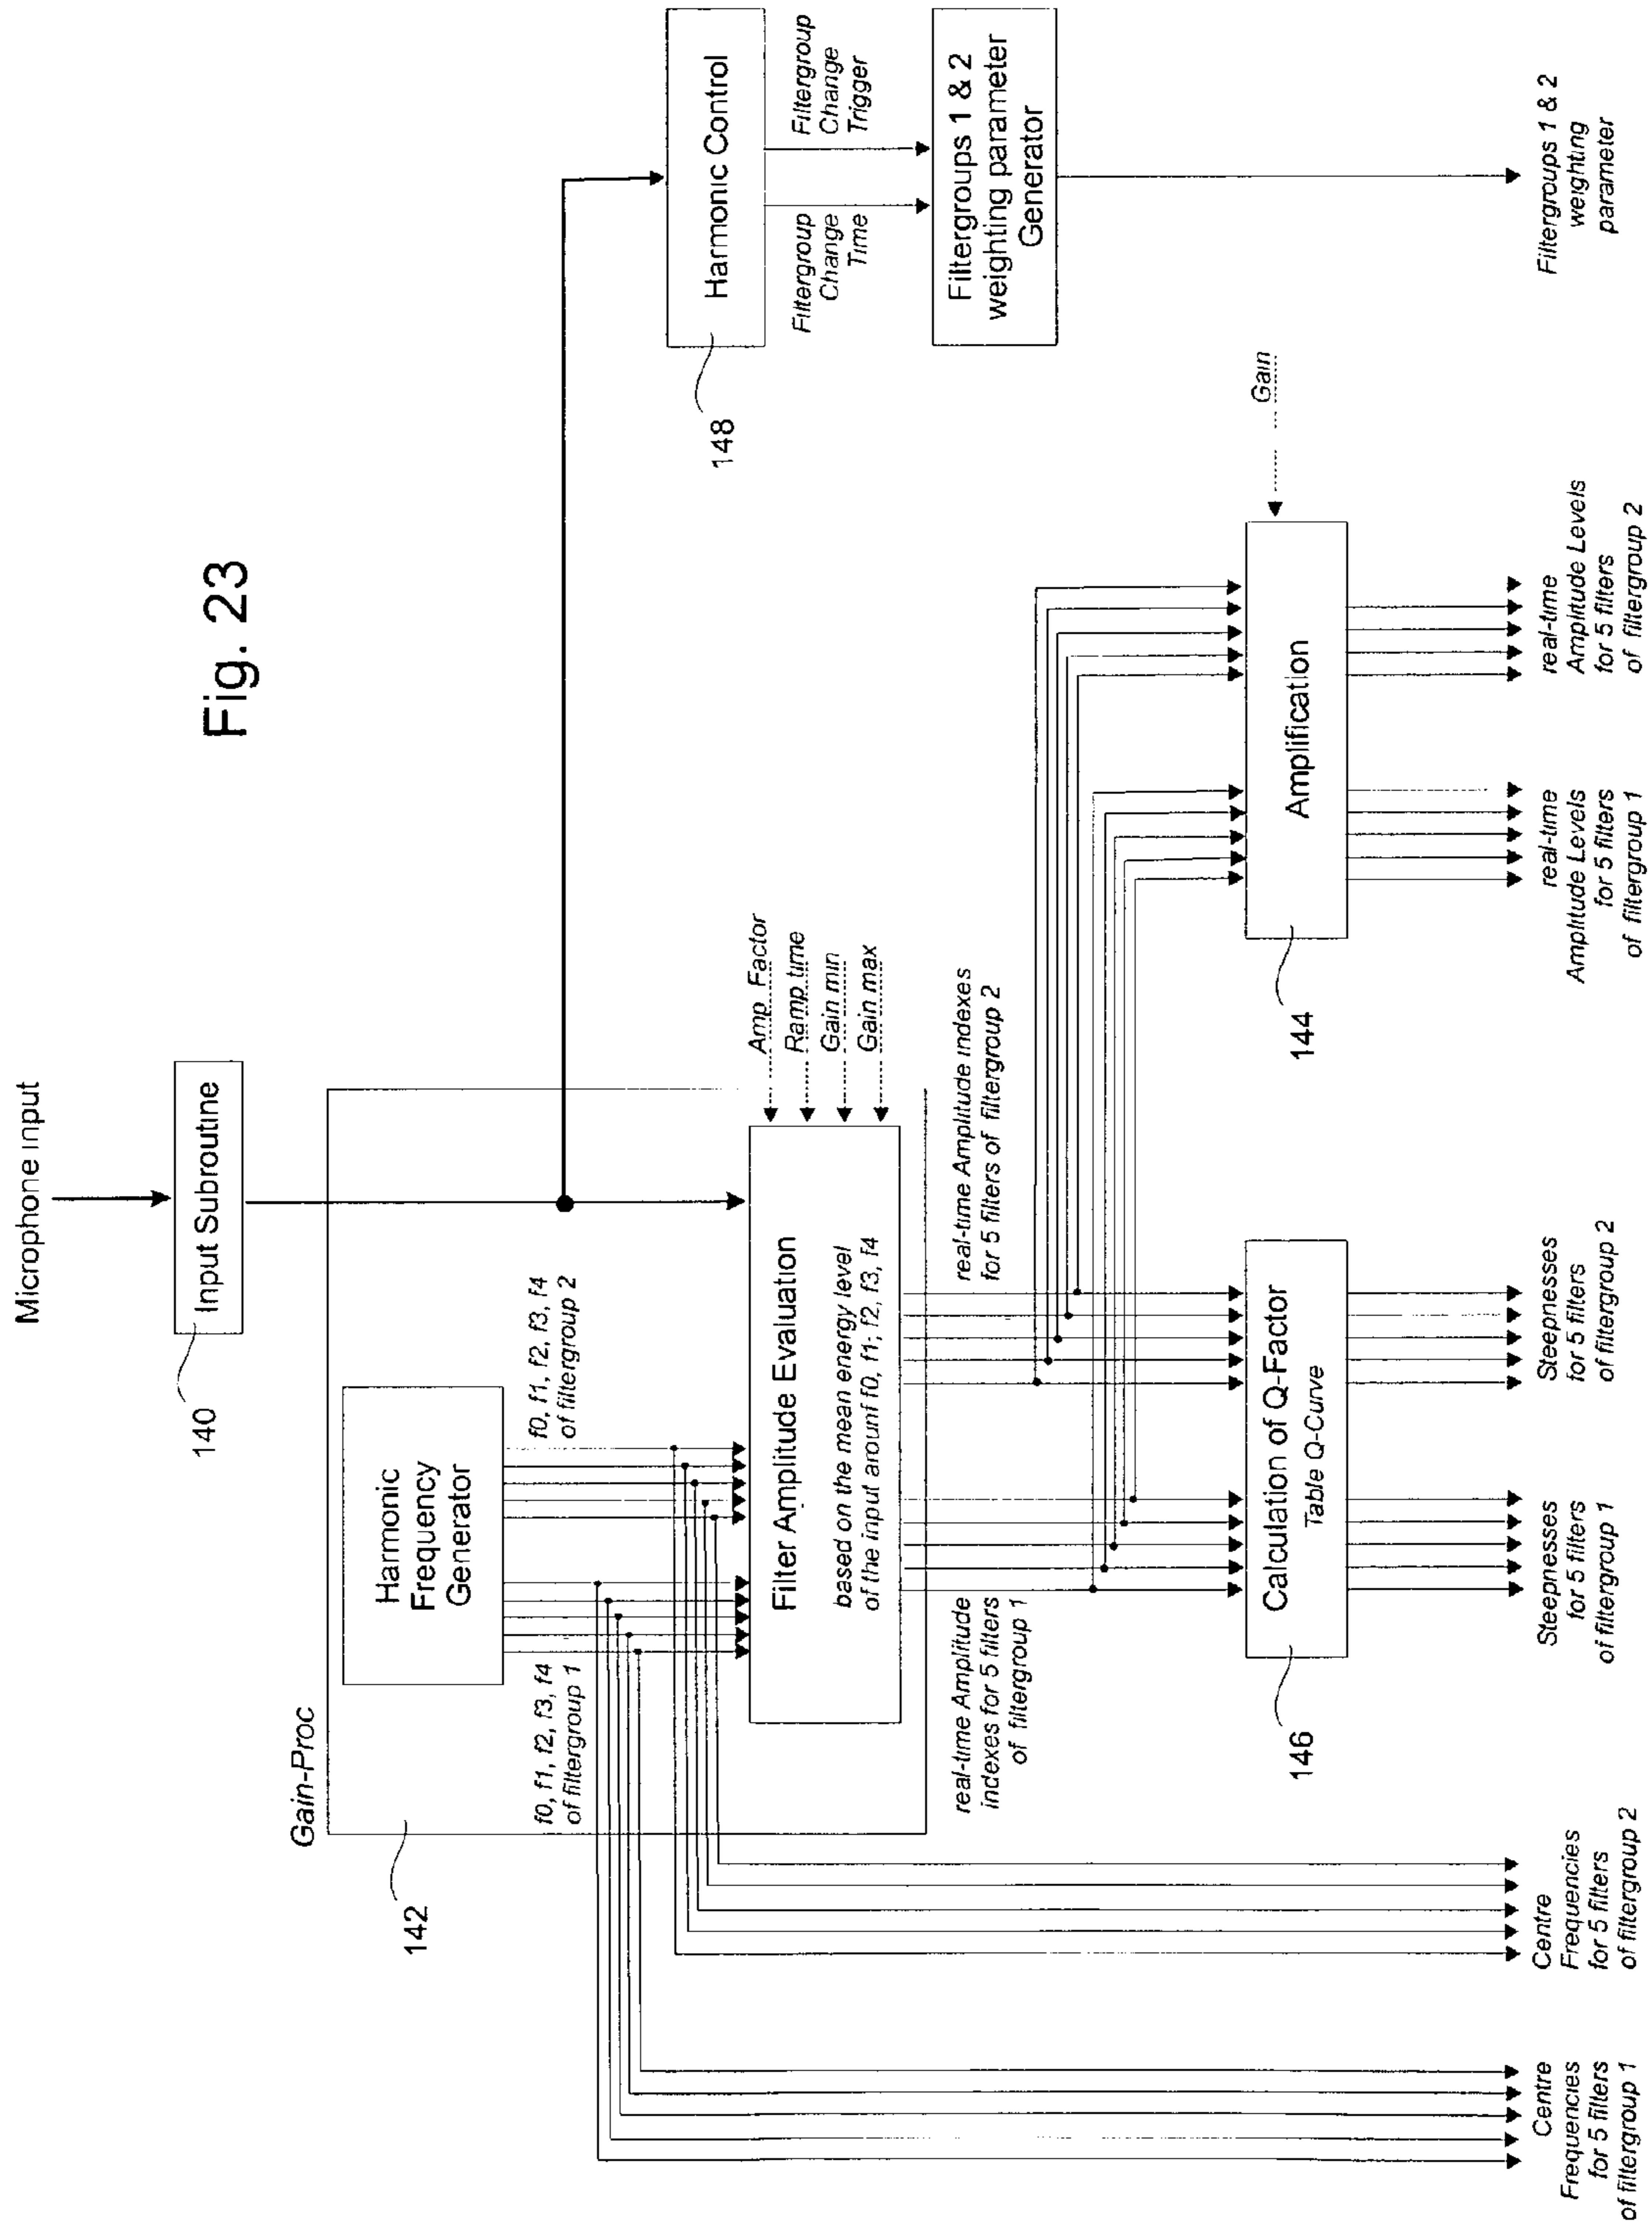 Fig. 23
Microphone input
Input Subroutine
140
Gain-Proc
142
Harmonic
Frequency
Generator
f0, f1, f2, f3, f4
of filtergroup 1
f0, f1, f2, f3, f4
of filtergroup 2
Filter Amplitude Evaluation
based on the mean energy level
of the input arounf f0, f1, f2, f3, f4
Amp Factor
Ramp time
Gain min
Gain max
real-time Amplitude
indexes for 5 filters
of filtergroup 1
real-time Amplitude indexes
for 5 filters of filtergroup 2
Harmonic Control
148
Filtergroup
Change
Time
Filtergroup
Change
Trigger
Filtergroups 1 & 2
weighting parameter
Generator
Calculation of Q-Factor
Table Q-Curve
146
Amplification
144
Gain
Centre
Frequencies
for 5 filters
of filtergroup 1
Centre
Frequencies
for 5 filters
of filtergroup 2
Steepnesses
for 5 filters
of filtergroup 1
Steepnesses
for 5 filters
of filtergroup 2
real-time
Amplitude Levels
for 5 filters
of filtergroup 1
real-time
Amplitude Levels
for 5 filters
of filtergroup 2
Filtergroups 1 & 2
weighting
parameter